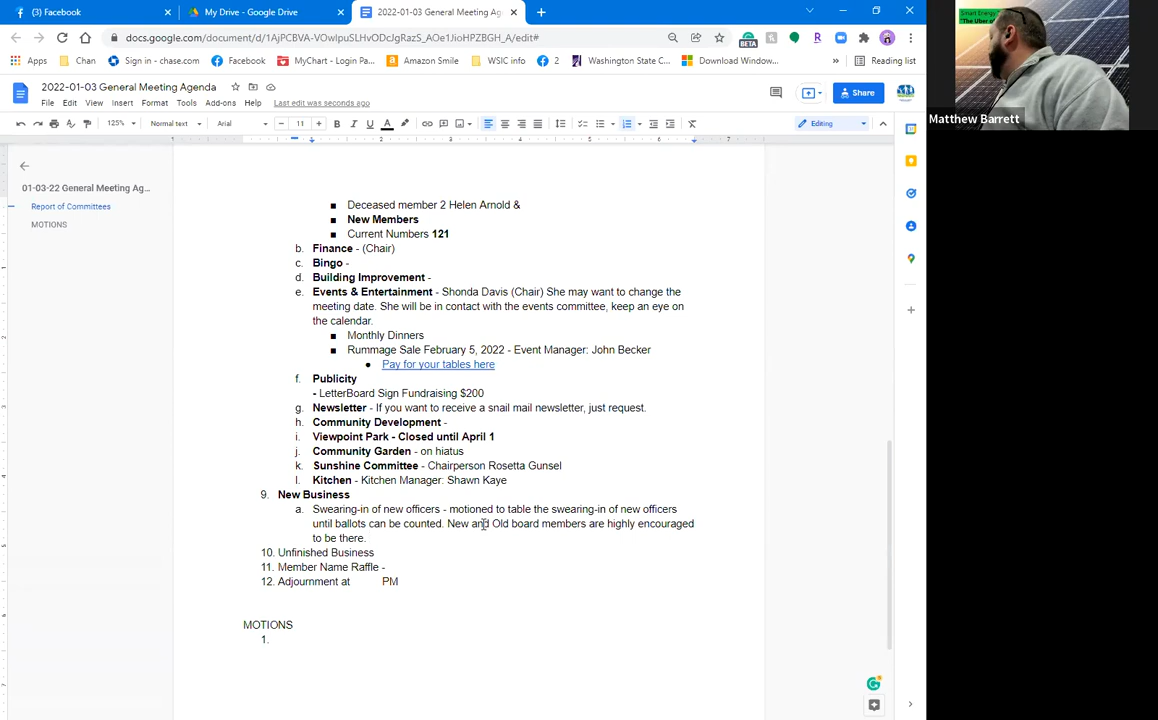 (3) Facebook
My Drive - Google Drive
2022-01-03 General Meeting Ag
docs.google.com/document/d/1AjPCBVA-VOwIpuSLHvODcJgRazS_AOe1JioHPZBGH_A/edit#
Apps
Chan
Sign in - chase.com
Facebook
MyChart - Login Pa...
Amazon Smile
WSIC info
2
Washington State C...
Download Window...
»
Reading list
2022-01-03 General Meeting Agenda
File Edit View Insert Format Tools Add-ons Help Last edit was seconds ago
Share
125% Normal text Arial 11 Editing
01-03-22 General Meeting Ag...
Report of Committees
MOTIONS
■ Deceased member 2 Helen Arnold &
■ New Members
■ Current Numbers 121
b. Finance - (Chair)
c. Bingo -
d. Building Improvement -
e. Events & Entertainment - Shonda Davis (Chair) She may want to change the
meeting date. She will be in contact with the events committee, keep an eye on
the calendar.
■ Monthly Dinners
■ Rummage Sale February 5, 2022 - Event Manager: John Becker
● Pay for your tables here
f. Publicity
- LetterBoard Sign Fundraising $200
g. Newsletter - If you want to receive a snail mail newsletter, just request.
h. Community Development -
i. Viewpoint Park - Closed until April 1
j. Community Garden - on hiatus
k. Sunshine Committee - Chairperson Rosetta Gunsel
l. Kitchen - Kitchen Manager: Shawn Kaye
9. New Business
a. Swearing-in of new officers - motioned to table the swearing-in of new officers
until ballots can be counted. New and Old board members are highly encouraged
to be there.
10. Unfinished Business
11. Member Name Raffle -
12. Adjournment at PM
MOTIONS
1.
Smart Energy
"The Uber of
Matthew Barrett